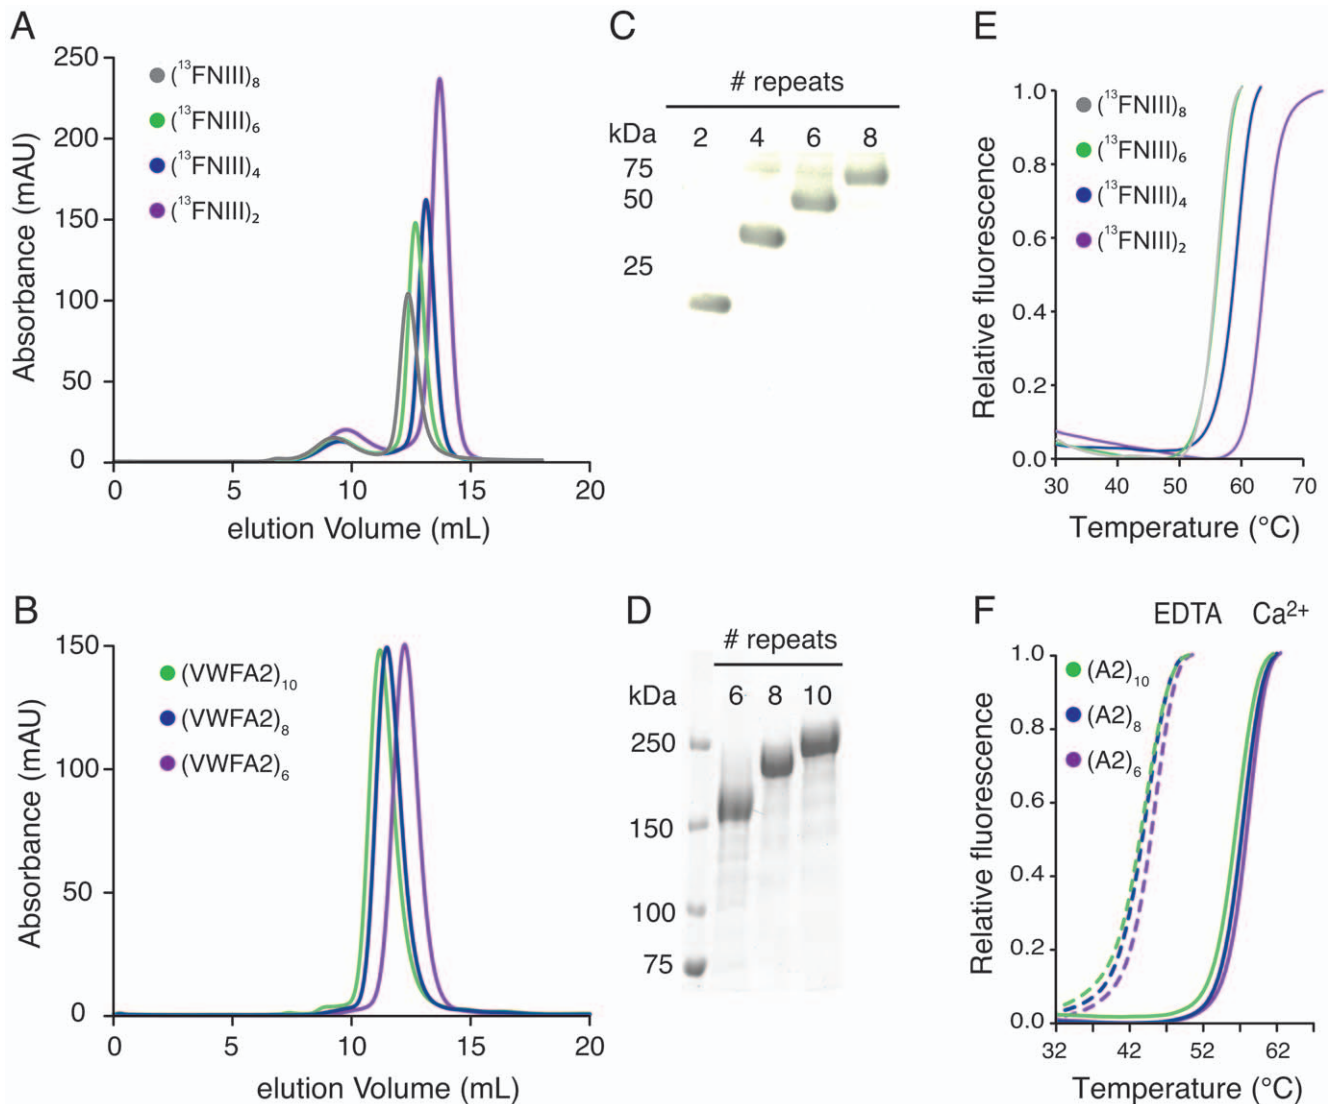 A
250
200
150
100
50
0
Absorbance (mAU)
(¹³FNIII)₈
(¹³FNIII)₆
(¹³FNIII)₄
(¹³FNIII)₂
0 5 10 15 20
elution Volume (mL)
B
150
100
50
0
Absorbance (mAU)
(VWFA2)₁₀
(VWFA2)₈
(VWFA2)₆
0 5 10 15 20
elution Volume (mL)
C
# repeats
kDa 2 4 6 8
75
50
25
D
# repeats
kDa 6 8 10
250
150
100
75
E
1.0
0.8
0.6
0.4
0.2
0.0
Relative fluorescence
(¹³FNIII)₈
(¹³FNIII)₆
(¹³FNIII)₄
(¹³FNIII)₂
30 40 50 60 70
Temperature (°C)
F
EDTA Ca²⁺
1.0
0.8
0.6
0.4
0.2
0.0
Relative fluorescence
(A2)₁₀
(A2)₈
(A2)₆
32 42 52 62
Temperature (°C)